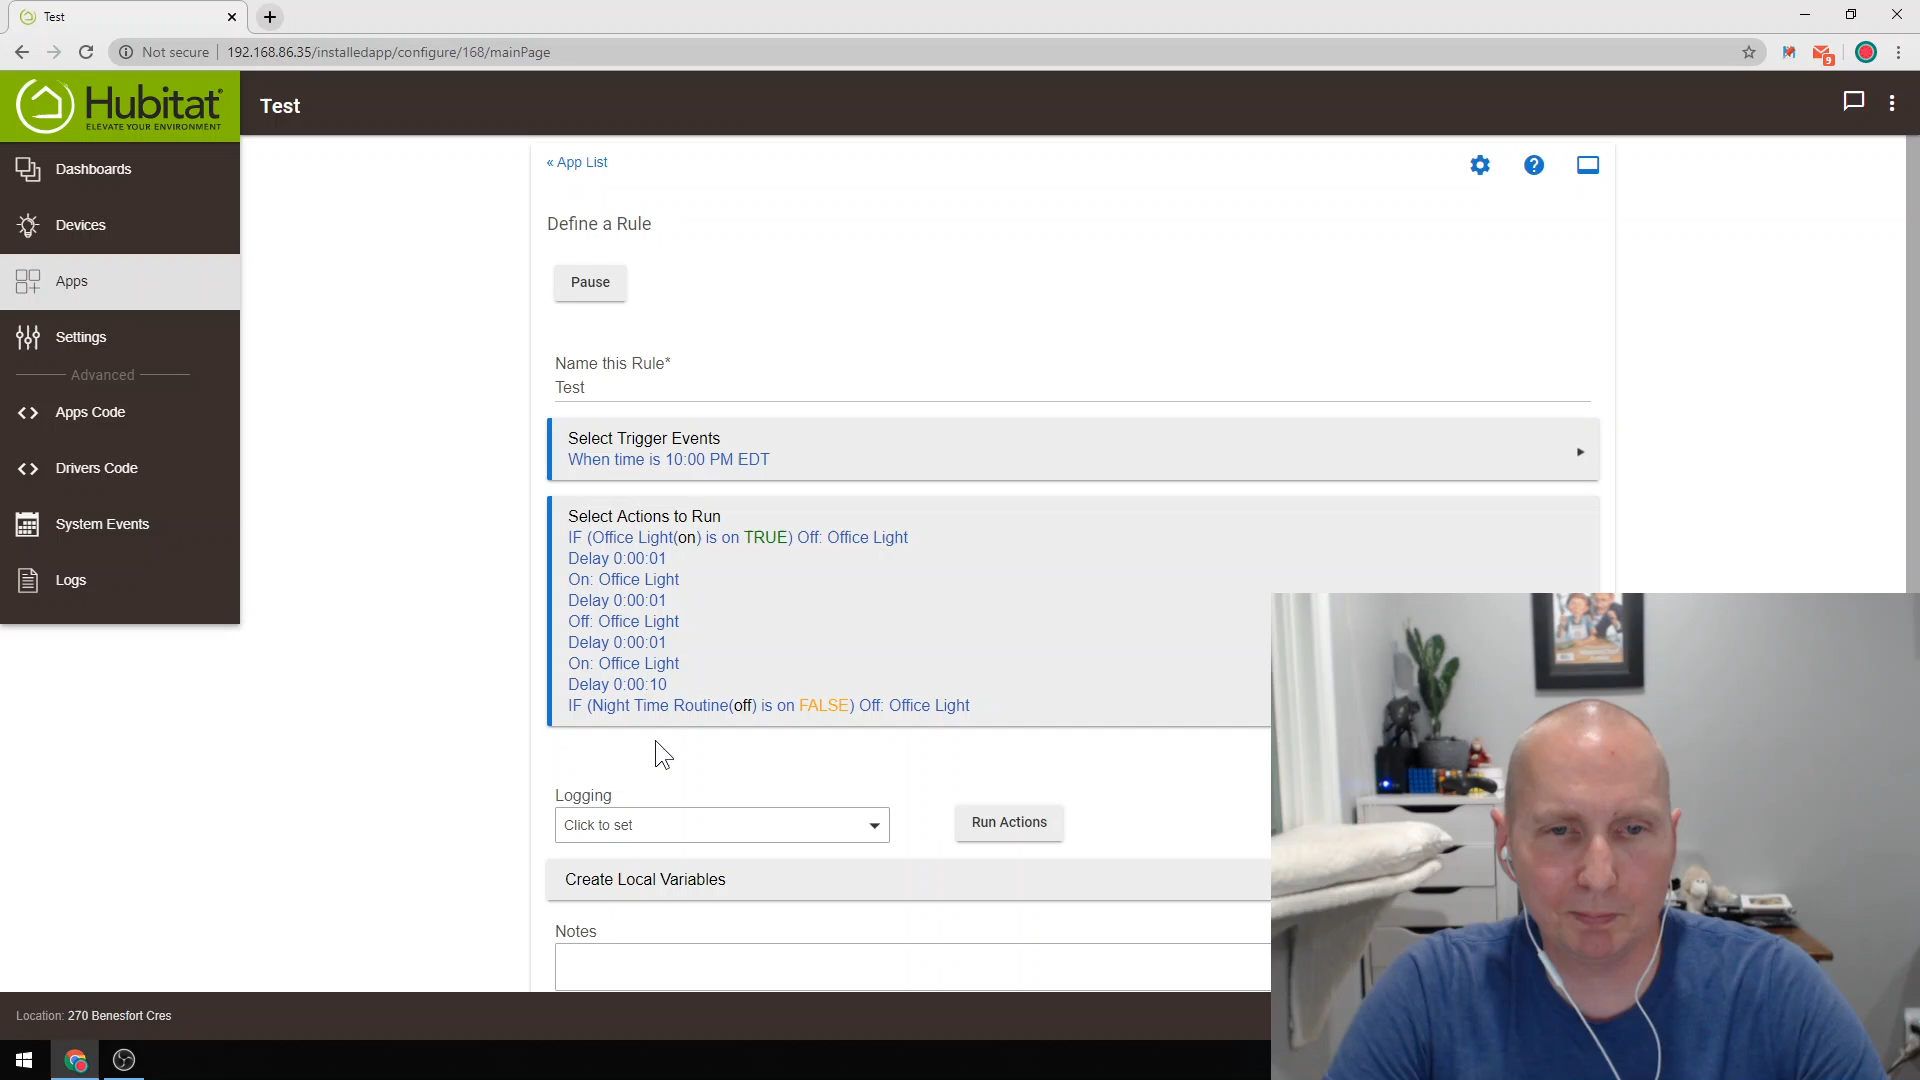 Test
Not secure
192.168.86.35/installedapp/configure/168/mainPage
9
Hubitat
ELEVATE YOUR ENVIRONMENT
Test
Dashboards
Devices
Apps
Settings
Advanced
Apps Code
Drivers Code
System Events
Logs
« App List
Define a Rule
Pause
Name this Rule*
Test
Select Trigger Events
When time is 10:00 PM EDT
Select Actions to Run
IF (Office Light(on) is on TRUE) Off: Office Light
Delay 0:00:01
On: Office Light
Delay 0:00:01
Off: Office Light
Delay 0:00:01
On: Office Light
Delay 0:00:10
IF (Night Time Routine(off) is on FALSE) Off: Office Light
Logging
Click to set
Run Actions
Create Local Variables
Notes
Location: 270 Benesfort Cres